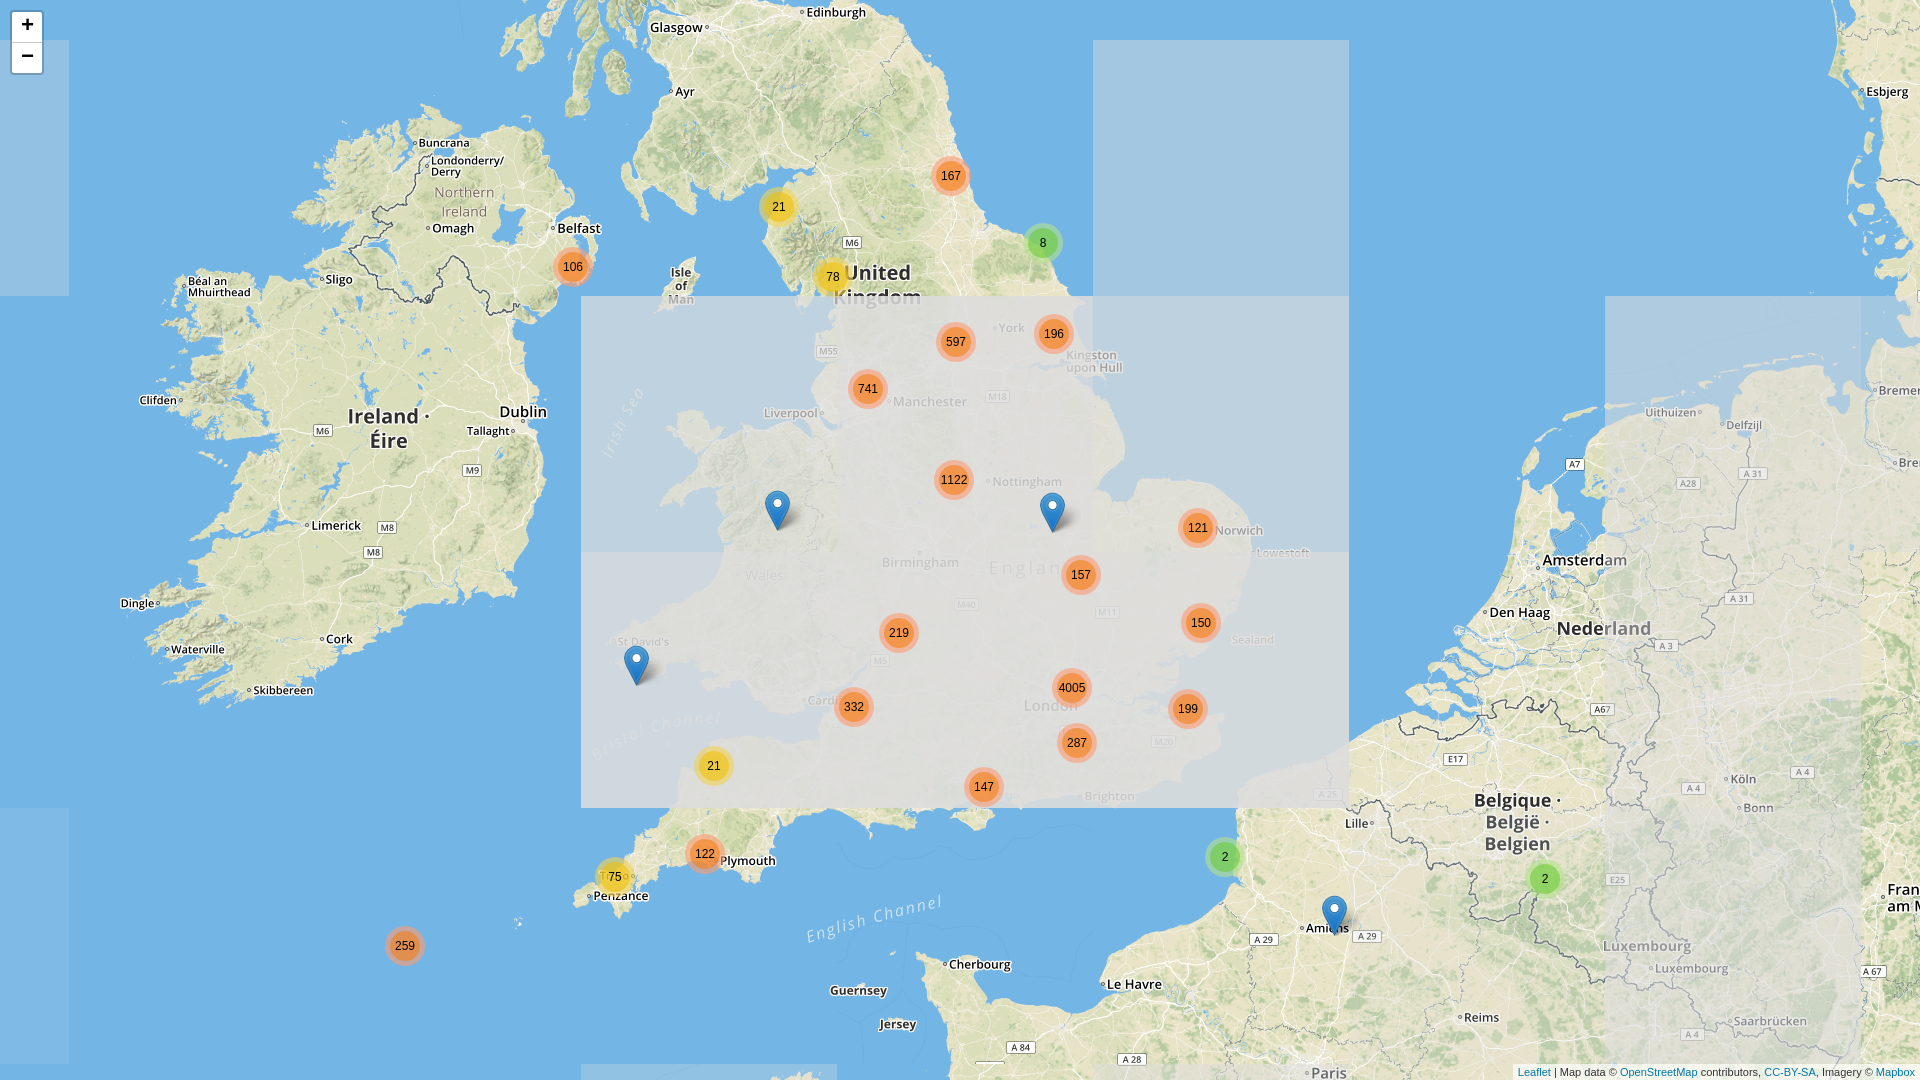 +
−
Glasgow
Edinburgh
Ayr
Esbjerg
Buncrana
Londonderry/
Derry
Northern
Ireland
Omagh
Belfast
167
21
8
M6
106
78
United
Kingdom
Isle
of
Man
Sligo
Béal an
Mhuirthead
York
196
597
M55
Kingston
upon Hull
741
Manchester
M18
Liverpool
Irish Sea
Clifden
Ireland ·
Éire
Dublin
Tallaght
M6
M9
Uithuizen
Delfzijl
A7
A 31
A28
1122
Nottingham
121
Norwich
Lowestoft
Limerick
M8
M8
Birmingham
Wales
157
Amsterdam
M40
M11
A 31
Dingle
Den Haag
Nederland
Cork
Waterville
Skibbereen
219
150
Sealand
St David's
M5
A 3
4005
London
332
199
A67
Bristol Channel
287
M20
E17
21
147
Brighton
A 25
Köln
A 4
A 4
Bonn
Belgique ·
België ·
Belgien
Lille
122
Plymouth
75
Penzance
2
2
E25
English Channel
259
Amiens
A 29
A 29
Luxembourg
Luxembourg
A 67
Cherbourg
Guernsey
Le Havre
Jersey
Reims
Saarbrücken
A 4
A 84
A 28
Paris
Leaflet | Map data © OpenStreetMap contributors, CC-BY-SA, Imagery © Mapbox